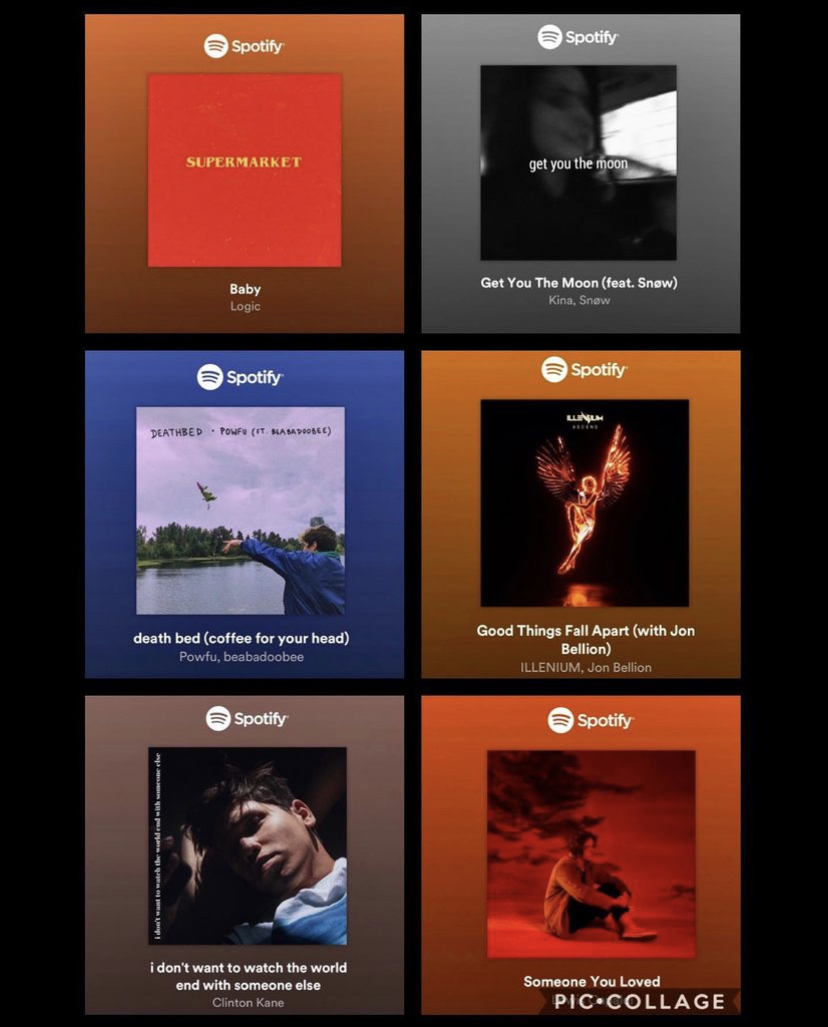 Spotify
SUPERMARKET
Baby
Logic
Spotify
get you the moon
Get You The Moon (feat. Snøw)
Kina, Snøw
Spotify
DEATHBED · POWFU (FT. BEABADOOBEE)
death bed (coffee for your head)
Powfu, beabadoobee
Spotify
ILLENIUM
ASCEND
Good Things Fall Apart (with Jon
Bellion)
ILLENIUM, Jon Bellion
Spotify
i don't want to watch the world end with someone else
i don't want to watch the world
end with someone else
Clinton Kane
Spotify
Someone You Loved
PIC•COLLAGE